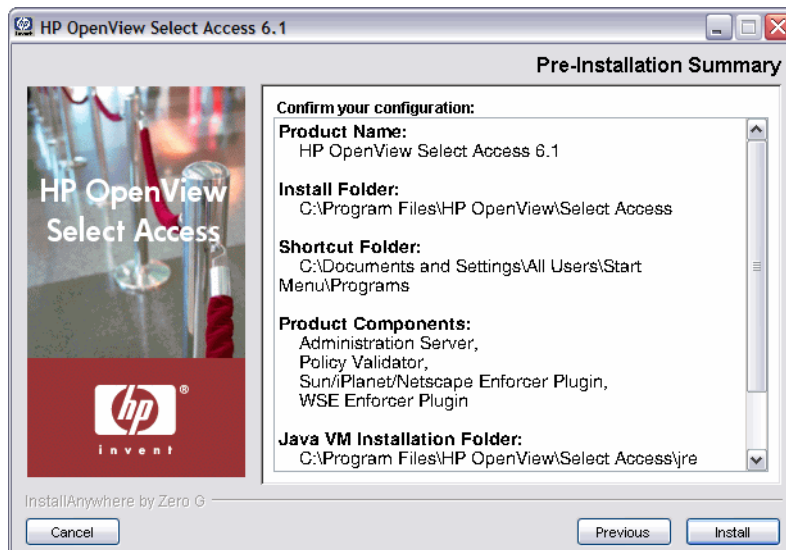 HP OpenView Select Access 6.1
Pre-Installation Summary
HP OpenView
Select Access
hp
®
invent
Confirm your configuration:
Product Name:
HP OpenView Select Access 6.1
Install Folder:
C:\Program Files\HP OpenView\Select Access
Shortcut Folder:
C:\Documents and Settings\All Users\Start
Menu\Programs
Product Components:
Administration Server,
Policy Validator,
Sun/iPlanet/Netscape Enforcer Plugin,
WSE Enforcer Plugin
Java VM Installation Folder:
C:\Program Files\HP OpenView\Select Access\jre
InstallAnywhere by Zero G
Cancel
Previous
Install